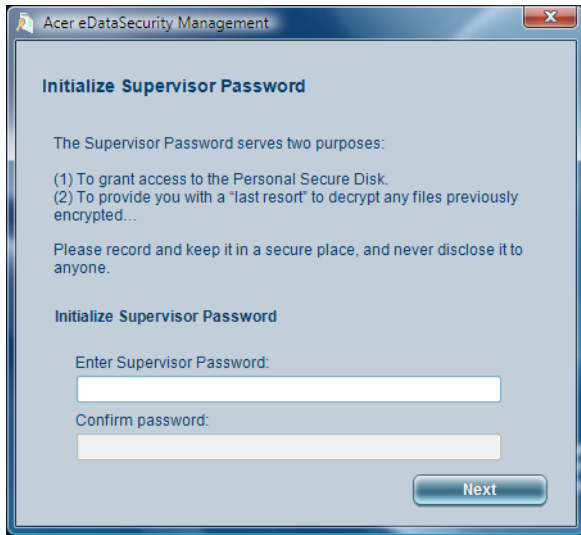 Acer eDataSecurity Management
Initialize Supervisor Password
The Supervisor Password serves two purposes:
(1) To grant access to the Personal Secure Disk.
(2) To provide you with a “last resort” to decrypt any files previously
encrypted...
Please record and keep it in a secure place, and never disclose it to
anyone.
Initialize Supervisor Password
Enter Supervisor Password:
Confirm password:
Next